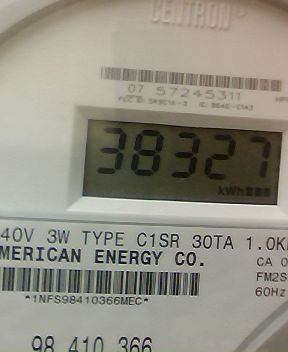 CENTRON
07 57245311
38327
kWh
40V 3W TYPE C1SR 30TA 1.0K
MERICAN ENERGY CO.
CA 0
FM2S
60Hz
*1NFS98410366MEC*
98 410 366